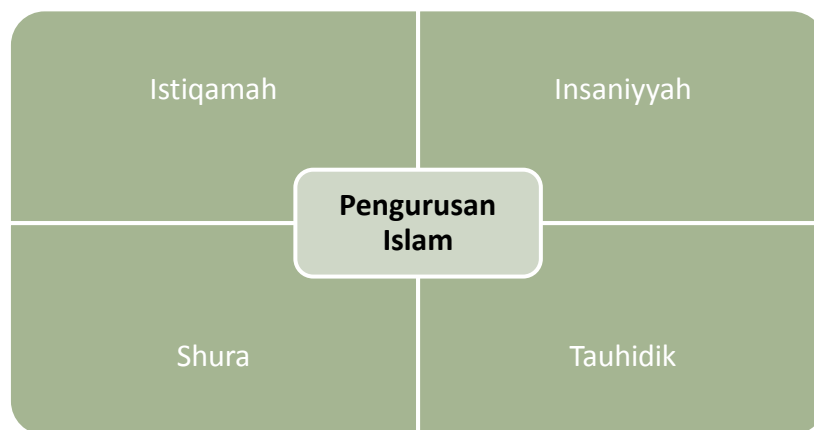 Istiqamah
Insaniyyah
Pengurusan
Islam
Shura
Tauhidik